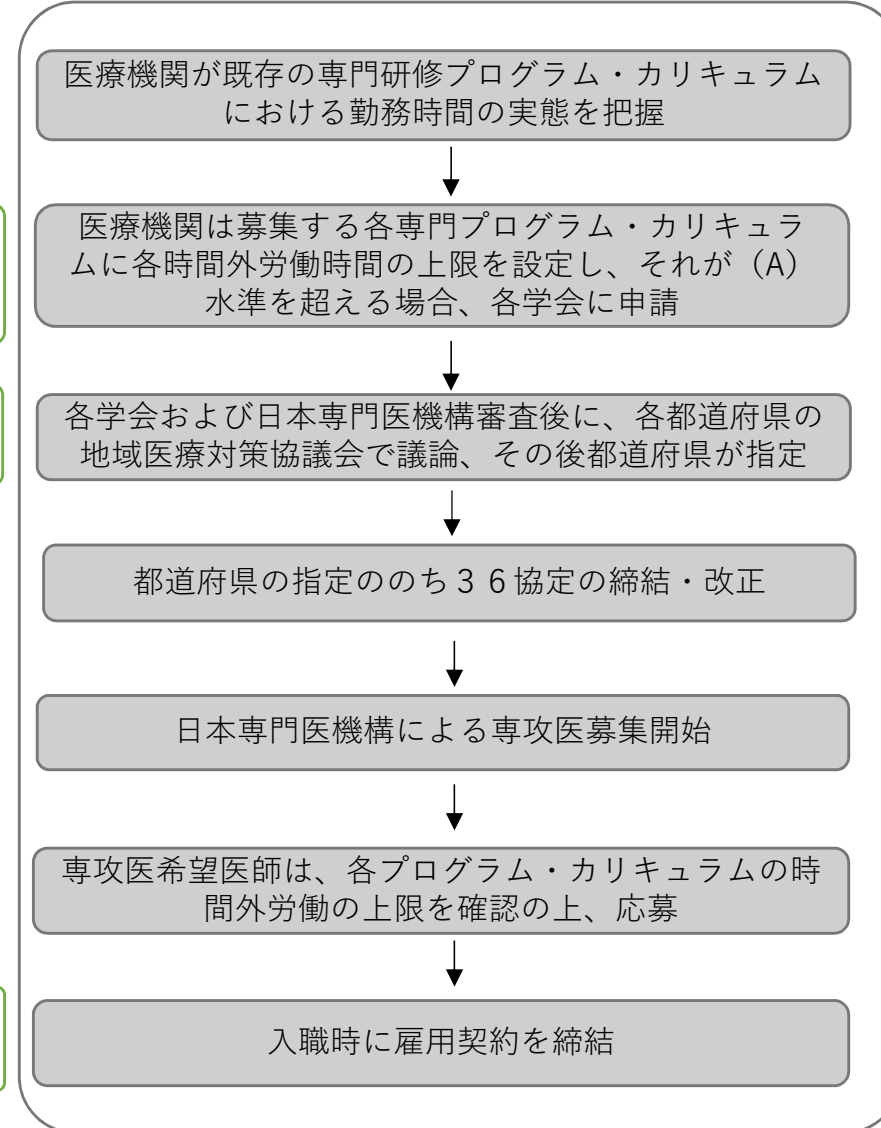 医療機関が既存の専門研修プログラム・カリキュラム
における勤務時間の実態を把握
医療機関は募集する各専門プログラム・カリキュラ
ムに各時間外労働時間の上限を設定し、それが（A）
水準を超える場合、各学会に申請
各学会および日本専門医機構審査後に、各都道府県の
地域医療対策協議会で議論、その後都道府県が指定
都道府県の指定ののち３６協定の締結・改正
日本専門医機構による専攻医募集開始
専攻医希望医師は、各プログラム・カリキュラムの時
間外労働の上限を確認の上、応募
入職時に雇用契約を締結